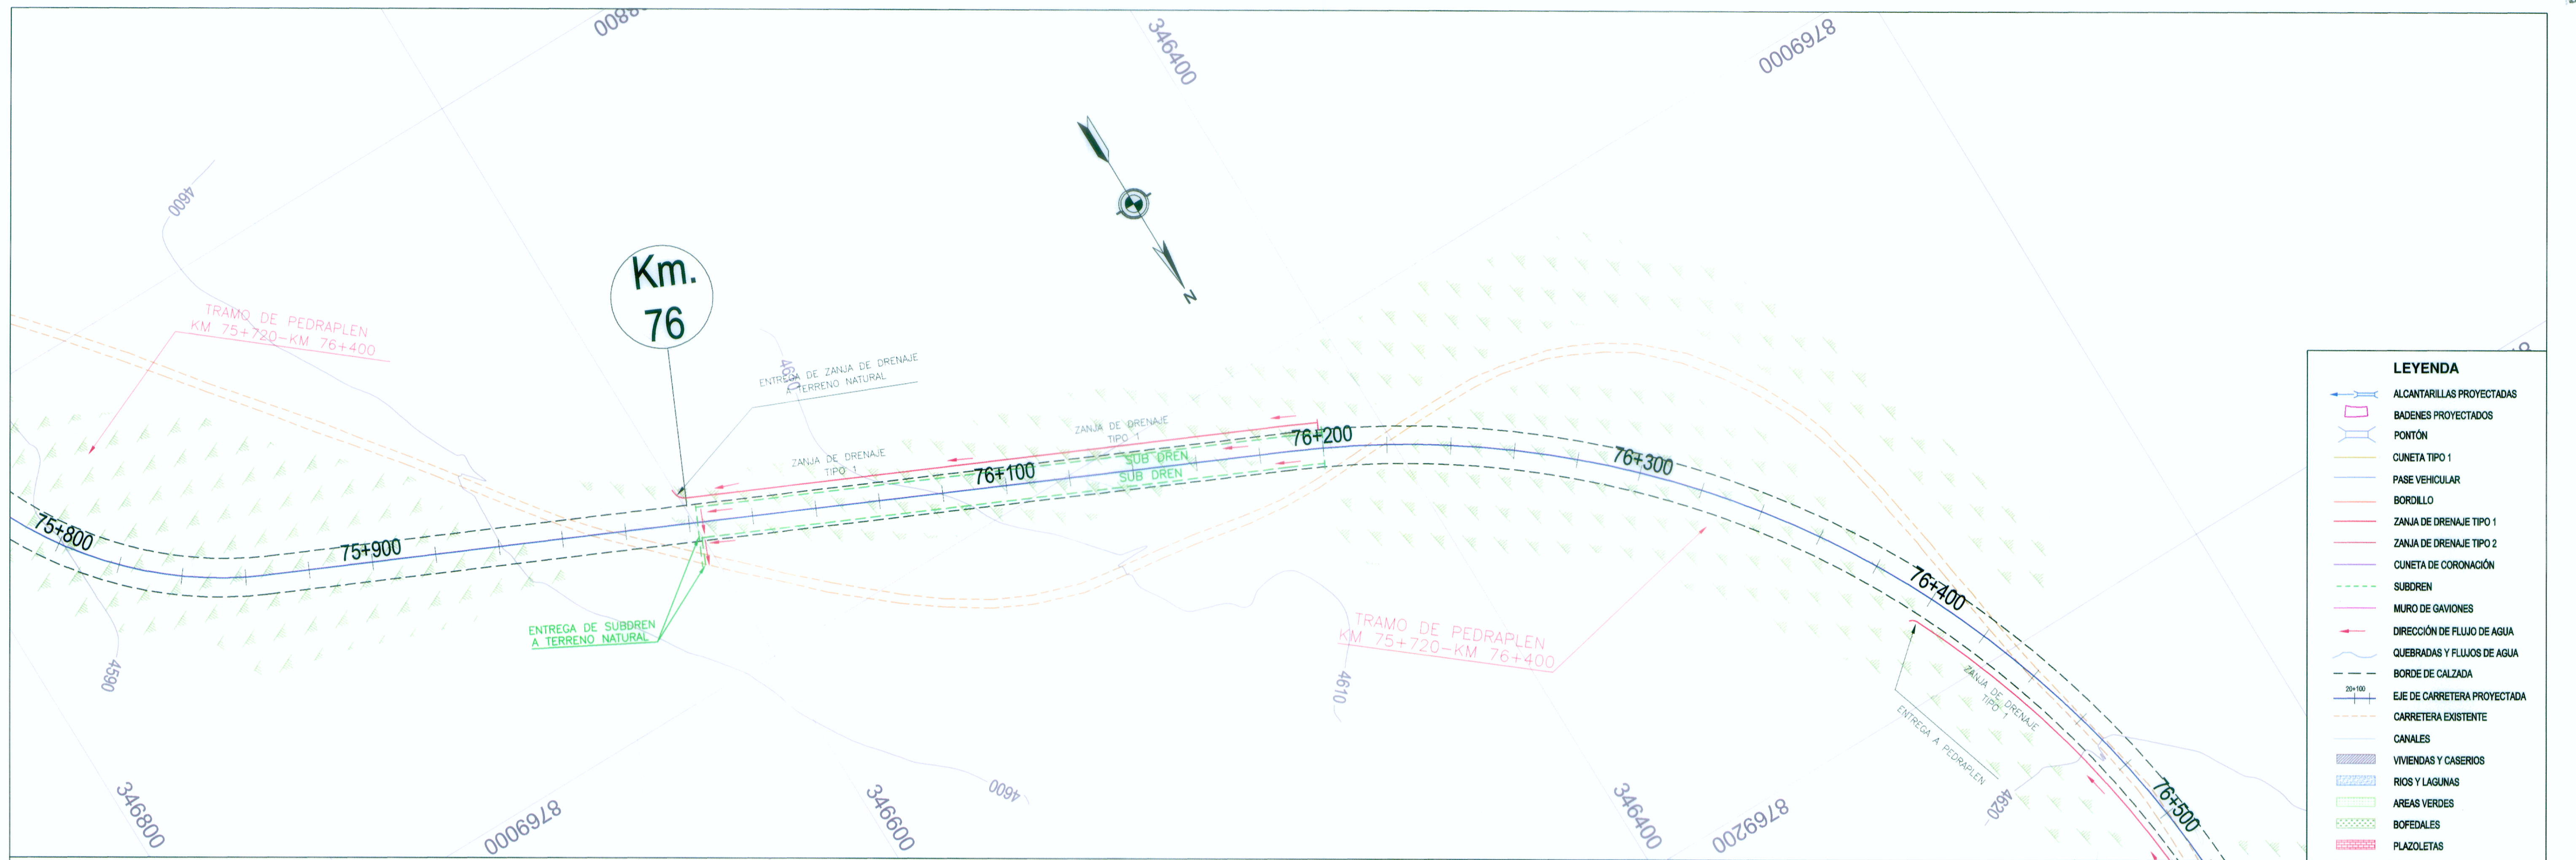 346400
8769000
4600
N
Km.
76
TRAMO DE PEDRAPLEN
KM 75+720-KM 76+400
4610
ENTREGA DE ZANJA DE DRENAJE
A TERRENO NATURAL
ZANJA DE DRENAJE
TIPO 1
ZANJA DE DRENAJE
TIPO 1
SUB DREN
SUB DREN
75+800
75+900
76+100
76+200
76+300
76+400
76+500
ENTREGA DE SUBDREN
A TERRENO NATURAL
TRAMO DE PEDRAPLEN
KM 75+720-KM 76+400
ZANJA DE DRENAJE
TIPO 1
ENTREGA A PEDRAPLEN
4590
4600
4610
4620
346800
8769000
346600
346400
8769200
LEYENDA
ALCANTARILLAS PROYECTADAS
BADENES PROYECTADOS
PONTÓN
CUNETA TIPO 1
PASE VEHICULAR
BORDILLO
ZANJA DE DRENAJE TIPO 1
ZANJA DE DRENAJE TIPO 2
CUNETA DE CORONACIÓN
SUBDREN
MURO DE GAVIONES
DIRECCIÓN DE FLUJO DE AGUA
QUEBRADAS Y FLUJOS DE AGUA
BORDE DE CALZADA
20+100 EJE DE CARRETERA PROYECTADA
CARRETERA EXISTENTE
CANALES
VIVIENDAS Y CASERIOS
RIOS Y LAGUNAS
AREAS VERDES
BOFEDALES
PLAZOLETAS